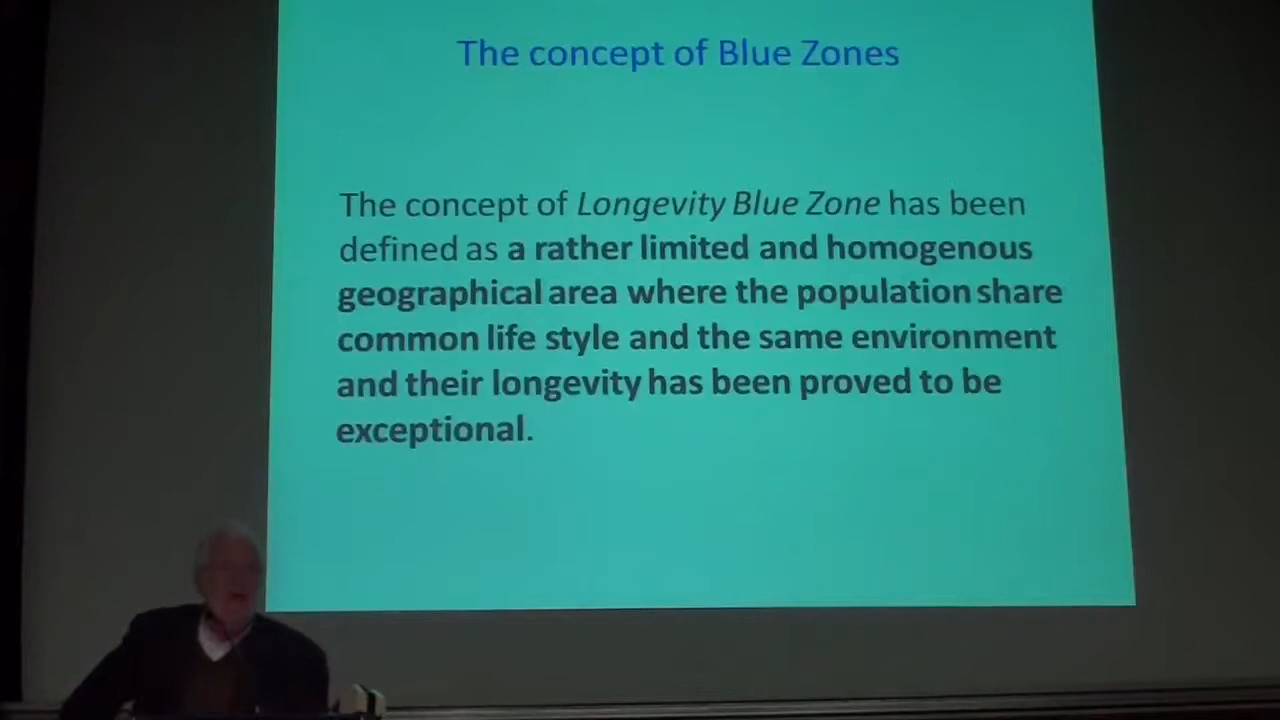 The concept of Blue Zones
The concept of Longevity Blue Zone has been
defined as a rather limited and homogenous
geographical area where the population share
common life style and the same environment
and their longevity has been proved to be
exceptional.